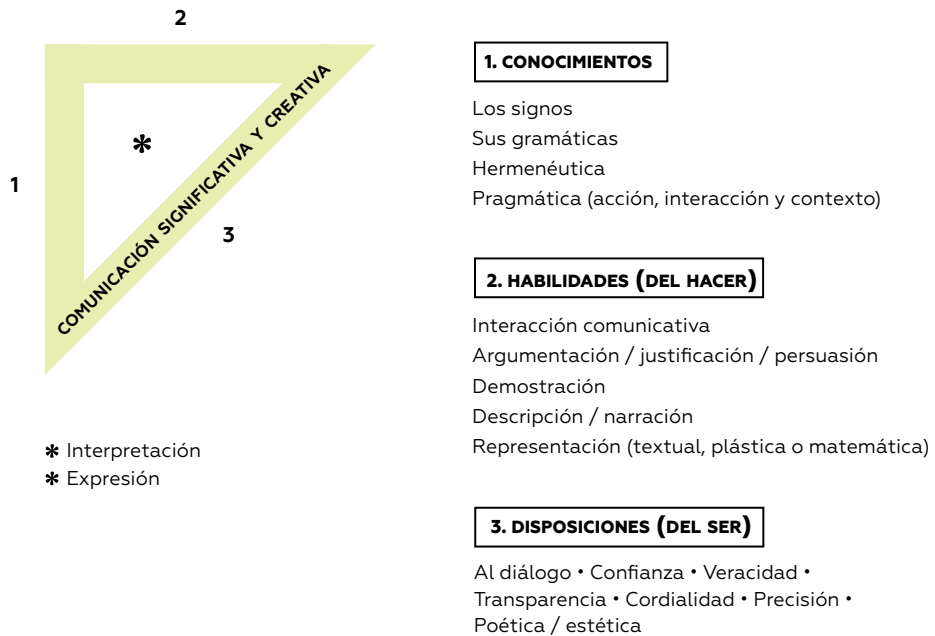 2
1
COMUNICACIÓN SIGNIFICATIVA Y CREATIVA
3
* Interpretación
* Expresión
1. CONOCIMIENTOS
Los signos
Sus gramáticas
Hermenéutica
Pragmática (acción, interacción y contexto)
2. HABILIDADES (DEL HACER)
Interacción comunicativa
Argumentación / justificación / persuasión
Demostración
Descripción / narración
Representación (textual, plástica o matemática)
3. DISPOSICIONES (DEL SER)
Al diálogo • Confianza • Veracidad •
Transparencia • Cordialidad • Precisión •
Poética / estética